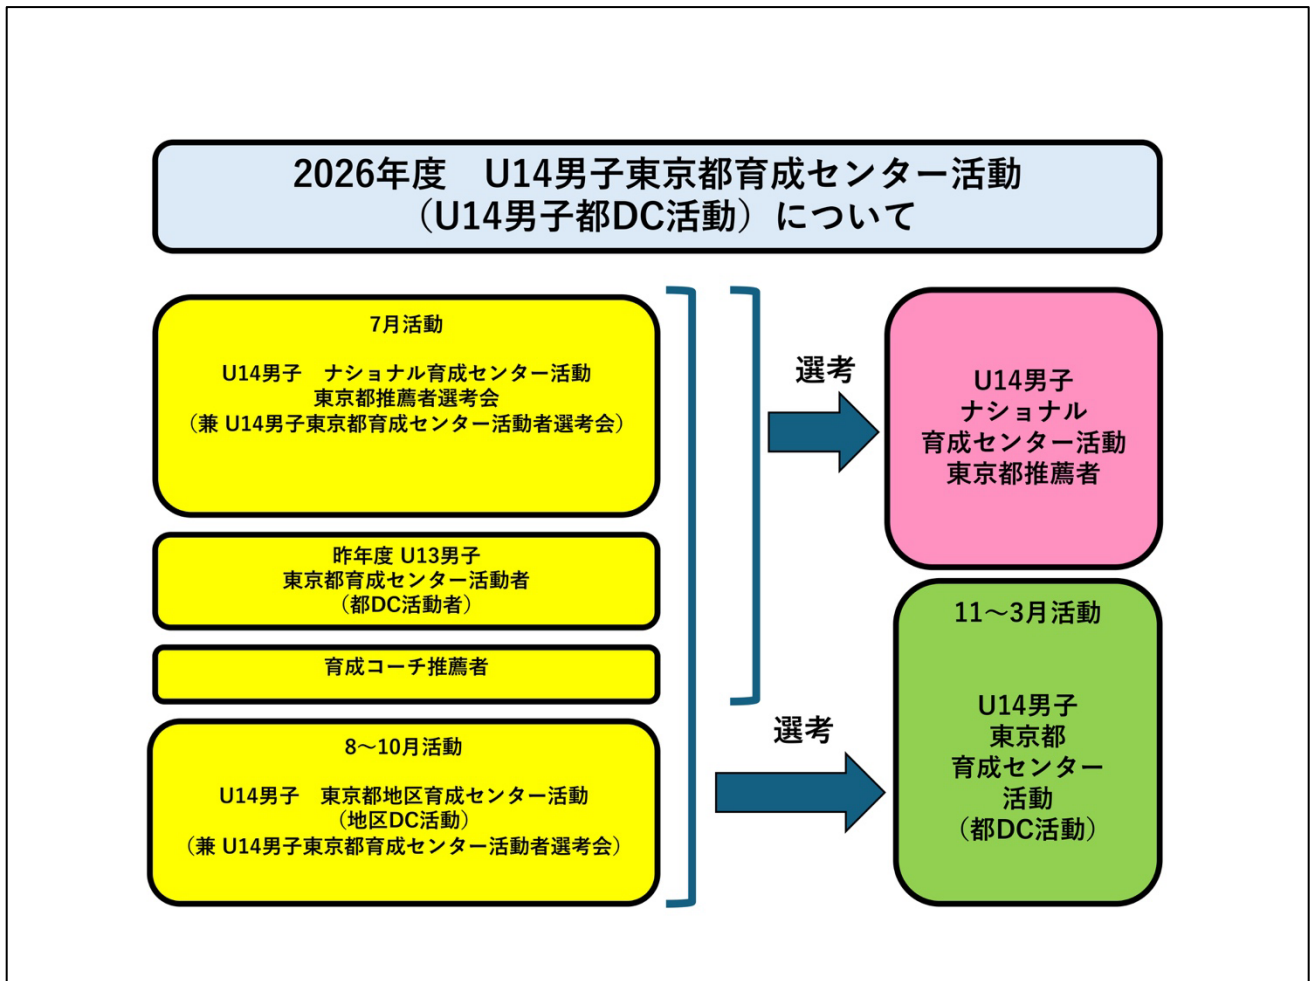 2026年度　U14男子東京都育成センター活動
（U14男子都DC活動）について
7月活動
U14男子　ナショナル育成センター活動
東京都推薦者選考会
（兼 U14男子東京都育成センター活動者選考会）
昨年度 U13男子
東京都育成センター活動者
（都DC活動者）
育成コーチ推薦者
8～10月活動
U14男子　東京都地区育成センター活動
（地区DC活動）
（兼 U14男子東京都育成センター活動者選考会）
選考
U14男子
ナショナル
育成センター活動
東京都推薦者
選考
11～3月活動
U14男子
東京都
育成センター
活動
（都DC活動）